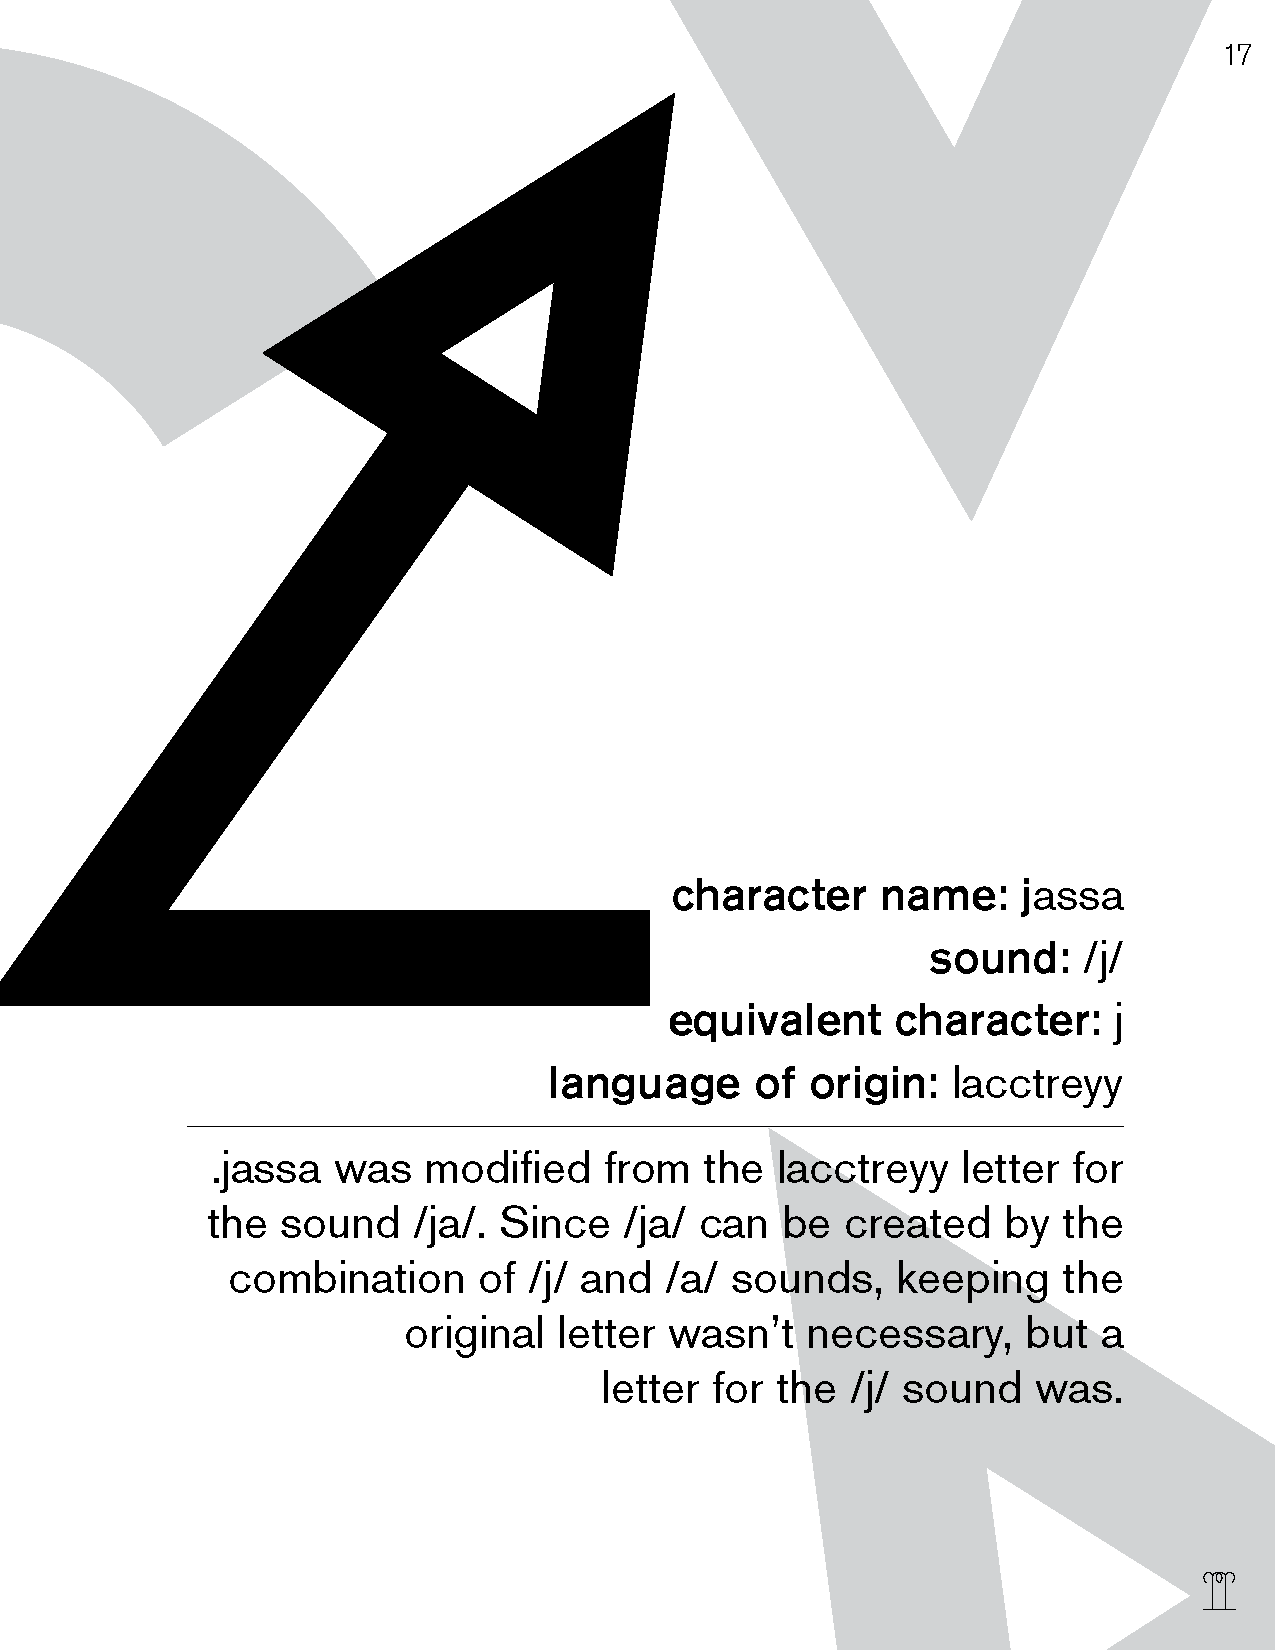 17
character name: jassa
sound: /j/
equivalent character: j
language of origin: lacctreyy
.jassa was modified from the lacctreyy letter for
the sound /ja/. Since /ja/ can be created by the
combination of /j/ and /a/ sounds, keeping the
original letter wasn’t necessary, but a
letter for the /j/ sound was.